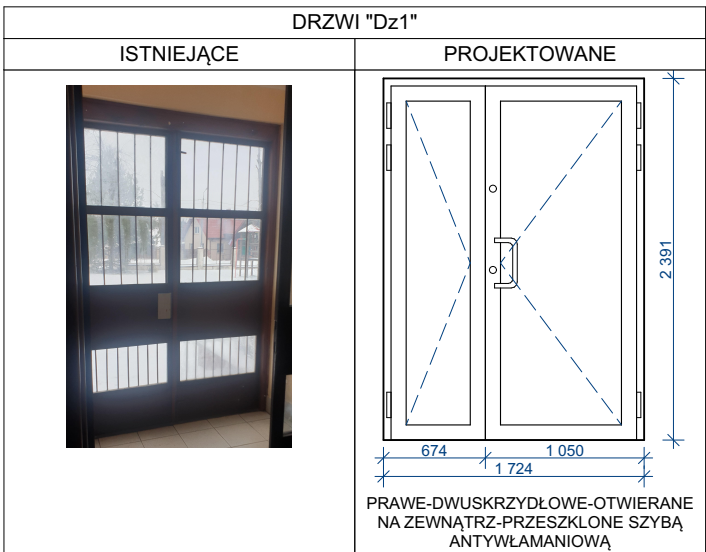 DRZWI "Dz1"
ISTNIEJĄCE
PROJEKTOWANE
2 391
674
1 050
1 724
PRAWE-DWUSKRZYDŁOWE-OTWIERANE
NA ZEWNĄTRZ-PRZESZKLONE SZYBĄ
ANTYWŁAMANIOWĄ